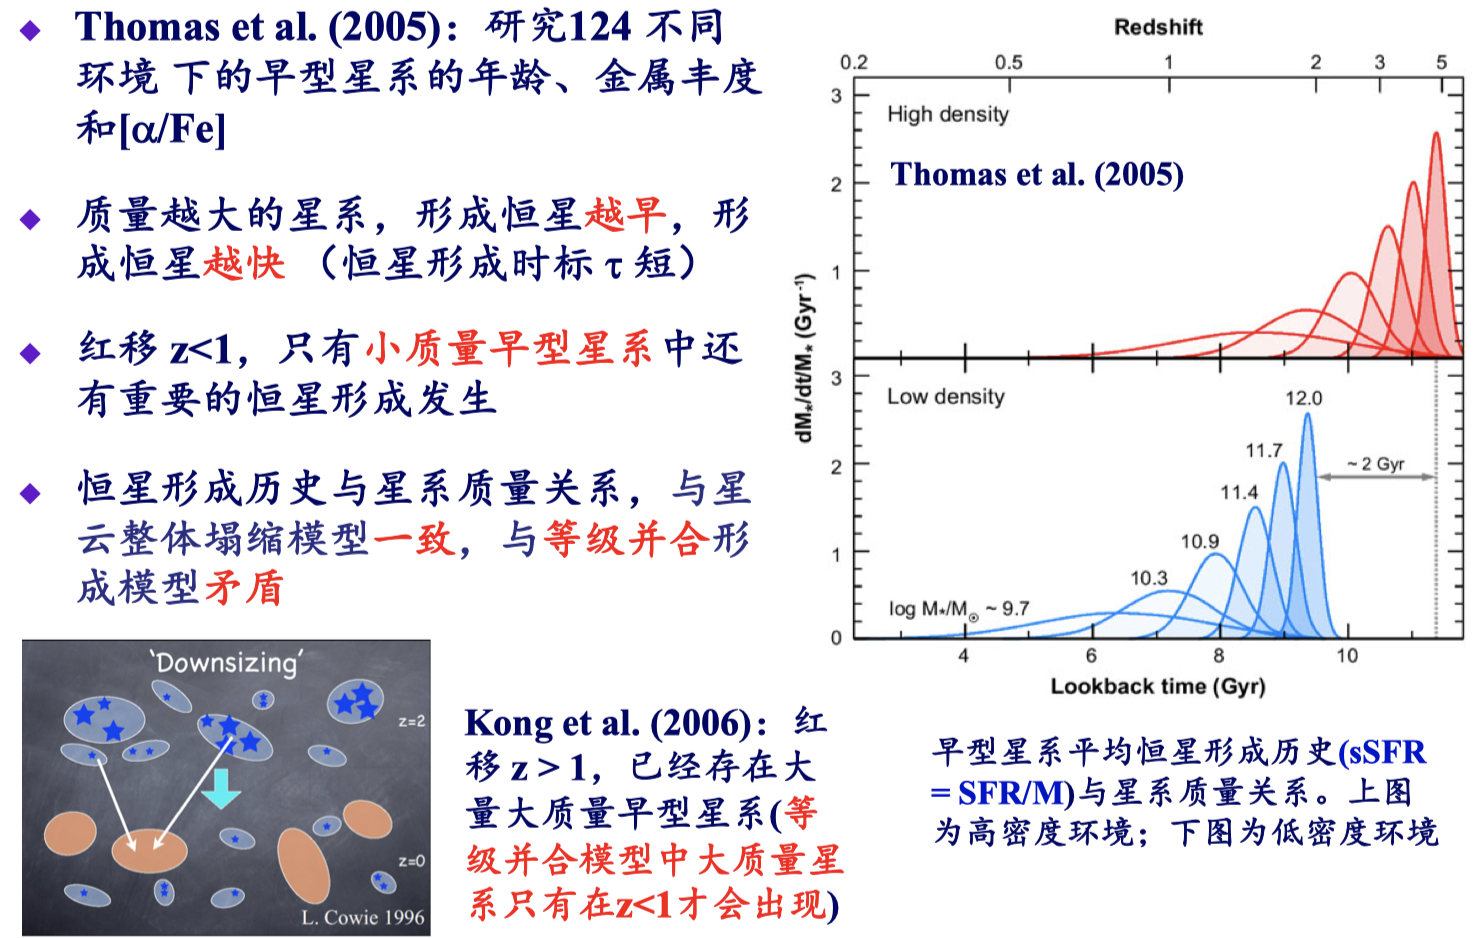 Thomas et al. (2005)：研究124 不同
环境 下的早型星系的年龄、金属丰度
和[α/Fe]
质量越大的星系，形成恒星越早，形
成恒星越快（恒星形成时标 τ 短）
红移 z<1，只有小质量早型星系中还
有重要的恒星形成发生
恒星形成历史与星系质量关系，与星
云整体塌缩模型一致，与等级并合形
成模型矛盾
'Downsizing'
z=2
z=0
L. Cowie 1996
Kong et al. (2006)：红
移 z > 1，已经存在大
量大质量早型星系(等
级并合模型中大质量星
系只有在z<1才会出现)
Redshift
0.2 0.5 1 2 3 5
3
High density
Thomas et al. (2005)
2
1
dM*/dt/M* (Gyr⁻¹)
3
Low density
12.0
11.7
2
~ 2 Gyr
11.4
10.9
1
10.3
log M*/M☉ ~ 9.7
0
4 6 8 10
Lookback time (Gyr)
早型星系平均恒星形成历史(sSFR
= SFR/M)与星系质量关系。上图
为高密度环境；下图为低密度环境